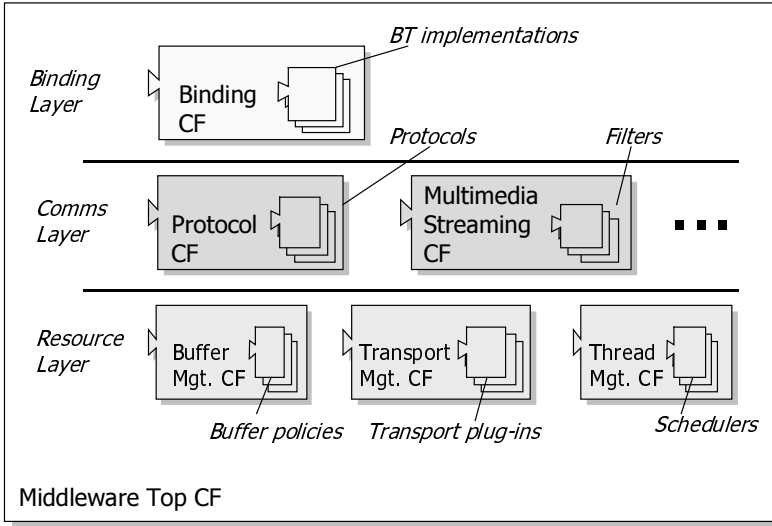 BT implementations
Binding
Layer
Binding
CF
Protocols
Filters
Comms
Layer
Protocol
CF
Multimedia
Streaming
CF
Resource
Layer
Buffer
Mgt. CF
Transport
Mgt. CF
Thread
Mgt. CF
Buffer policies
Transport plug-ins
Schedulers
Middleware Top CF